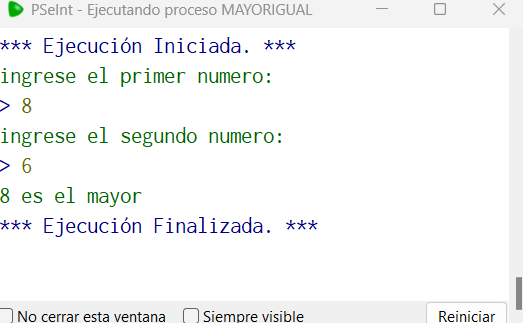 PSeInt - Ejecutando proceso MAYORIGUAL
*** Ejecución Iniciada. ***
ingrese el primer numero:
> 8
ingrese el segundo numero:
> 6
8 es el mayor
*** Ejecución Finalizada. ***
No cerrar esta ventana Siempre visible Reiniciar